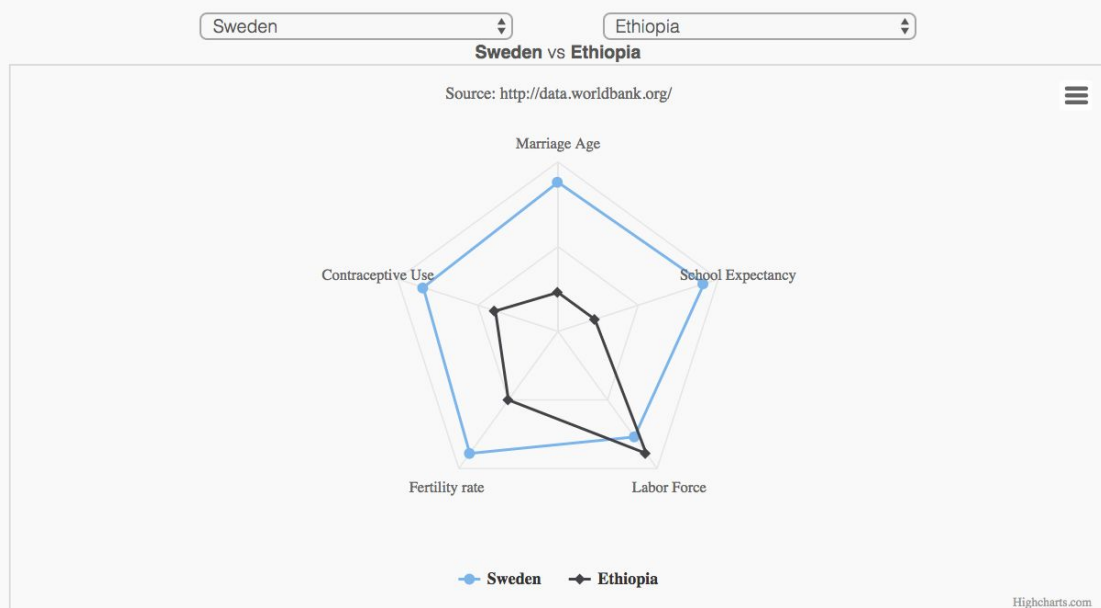 Sweden Ethiopia
Sweden vs Ethiopia
Source: http://data.worldbank.org/
Marriage Age
Contraceptive Use School Expectancy
Fertility rate Labor Force
Sweden Ethiopia
Highcharts.com